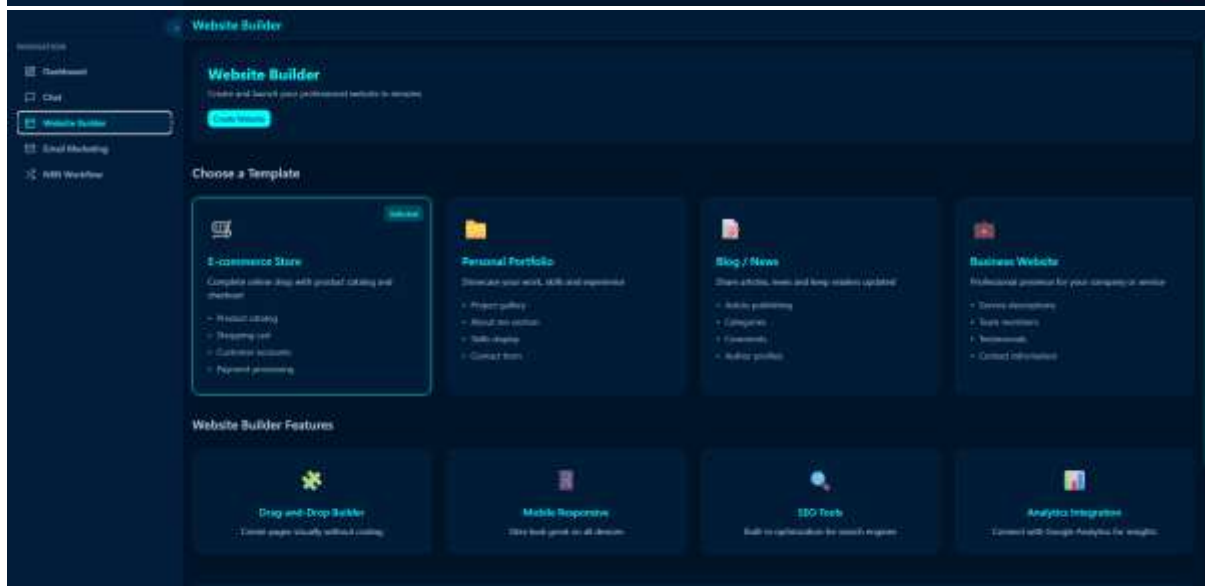 Website Builder
NAVIGATION
Dashboard
Chat
Website Builder
Email Marketing
N8N Workflow
Website Builder
Create and launch your professional website in minutes
Create Website
Choose a Template
Selected
E-commerce Store
Complete online shop with product catalog and
checkout
• Product catalog
• Shopping cart
• Customer accounts
• Payment processing
Personal Portfolio
Showcase your work, skills and experience
• Project gallery
• About me section
• Skills display
• Contact form
Blog / News
Share articles, news and keep readers updated
• Article publishing
• Categories
• Comments
• Author profiles
Business Website
Professional presence for your company or service
• Service descriptions
• Team members
• Testimonials
• Contact information
Website Builder Features
Drag-and-Drop Builder
Create pages visually without coding
Mobile Responsive
Sites look great on all devices
SEO Tools
Built-in optimization for search engines
Analytics Integration
Connect with Google Analytics for insights